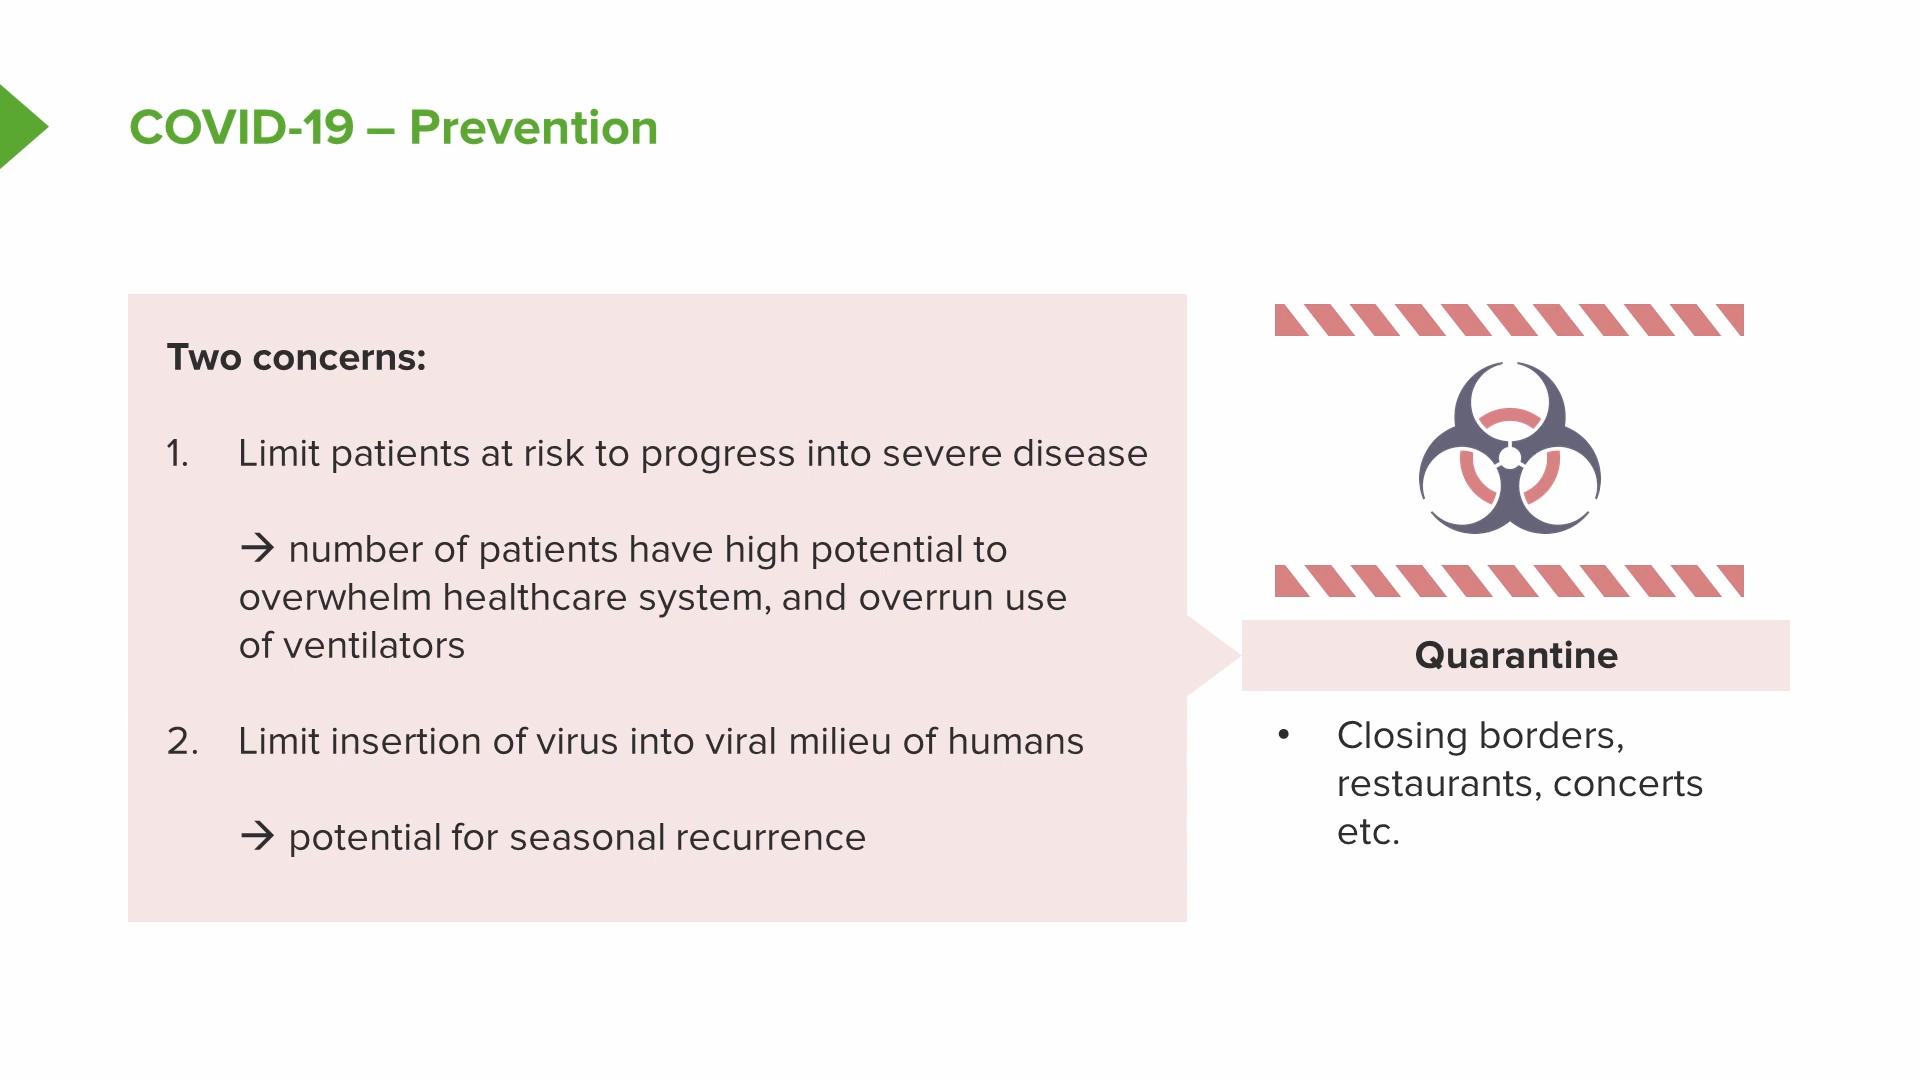 COVID-19 – Prevention
Two concerns:
1. Limit patients at risk to progress into severe disease
→ number of patients have high potential to
overwhelm healthcare system, and overrun use
of ventilators
2. Limit insertion of virus into viral milieu of humans
→ potential for seasonal recurrence
Quarantine
• Closing borders,
restaurants, concerts
etc.